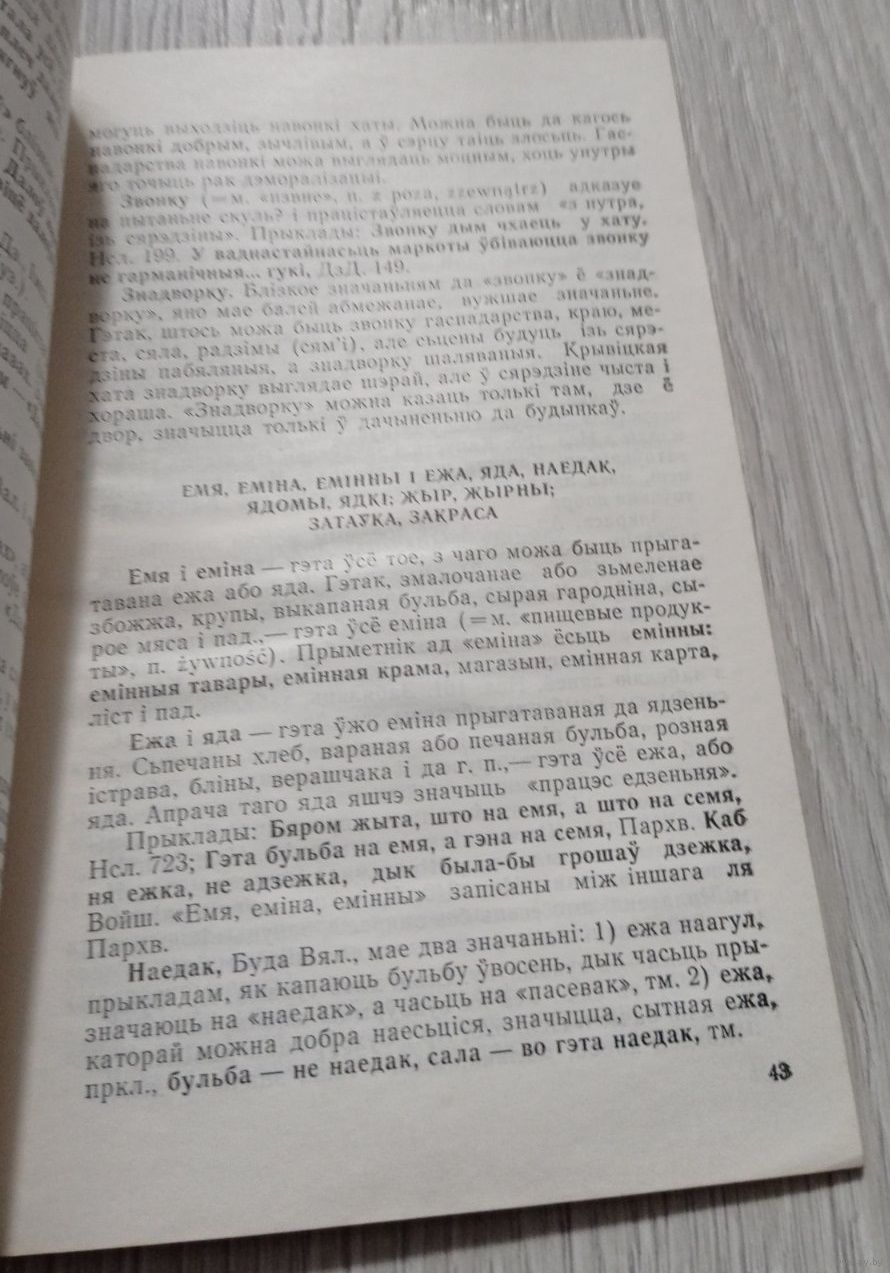 могуць выходзіць навонкі хаты. Можна быць да кагось
навонкі добрым, зычлівым, а ў сэрцу таіць злосьць. Гас-
падарства навонкі можа выглядаць моцным, хоць унутры
яго точыць рак дэмаралізацыі.
Звонку (=м. «извне», п. z poza, zzewnątrz) адказуе
на пытаньне скуль? і працістаўляецца словам «з нутра,
ізь сярэдзіны». Прыклады: Звонку дым чхаець у хату.
Нсл. 199. Уваднастайнасьць маркоты ўбіваюцца звонку
не гарманічныя... гукі, ДзД. 149.
Знадворку. Блізкое значаньням да «звонку» ё «знад-
ворку», яно мае балей абмежанае, вужшае значаньне.
Гэтак, штось можа быць звонку гаспадарства, краю, ме-
ста, сяла, радзімы (сям'і), але сьцены будуць ізь сярэ-
дзіны пабяляныя, а знадворку шаляваныя. Крывіцкая
хата знадворку выглядае шэрай, але ў сярэдзіне чыста і
хораша. «Знадворку» можна казаць толькі там, дзе ё
двор, значыцца толькі ў дачыненьню да будынкаў.
ЕМЯ, ЕМІНА, ЕМІННЫ І ЕЖА, ЯДА, НАЕДАК,
ЯДОМЫ, ЯДКІ; ЖЫР, ЖЫРНЫ;
ЗАТАЎКА, ЗАКРАСА
Емя і еміна — гэта ўсё тое, з чаго можа быць прыга-
тавана ежа або яда. Гэтак, змалочанае або зьмеленае
збожжа, крупы, выкапаная бульба, сырая гародніна, сы-
рое мяса і пад.,— гэта ўсё еміна (=м. «пищевые продук-
ты», п. żywność). Прыметнік ад «еміна» ёсьць емінны:
емінныя тавары, емінная крама, магазын, емінная карта,
ліст і пад.
Ежа і яда — гэта ўжо еміна прыгатаваная да ядзень-
ня. Сьпечаны хлеб, вараная або печаная бульба, розная
істрава, бліны, верашчака і да г. п.,— гэта ўсё ежа, або
яда. Апрача таго яда яшчэ значыць «працэс едзеньня».
Прыклады: Бяром жыта, што на емя, а што на семя,
Нсл. 723; Гэта бульба на емя, а гэна на семя, Пархв. Каб
ня ежка, не адзежка, дык была-бы грошаў дзежка,
Войш. «Емя, еміна, емінны» запісаны між іншага ля
Пархв.
Наедак, Буда Вял., мае два значаньні: 1) ежа наагул,
прыкладам, як капаюць бульбу ўвосень, дык часьць пры-
значаюць на «наедак», а часьць на «пасевак», тм. 2) ежа,
каторай можна добра наесьціся, значыцца, сытная ежа,
пркл., бульба — не наедак, сала — во гэта наедак, тм.
43